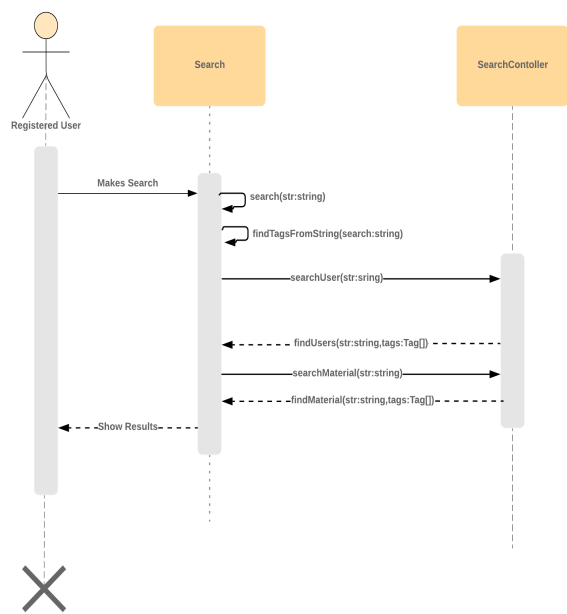 Search
SearchContoller
Registered User
Makes Search
search(str:string)
findTagsFromString(search:string)
searchUser(str:sring)
findUsers(str:string,tags:Tag[])
searchMaterial(str:string)
findMaterial(str:string,tags:Tag[])
Show Results